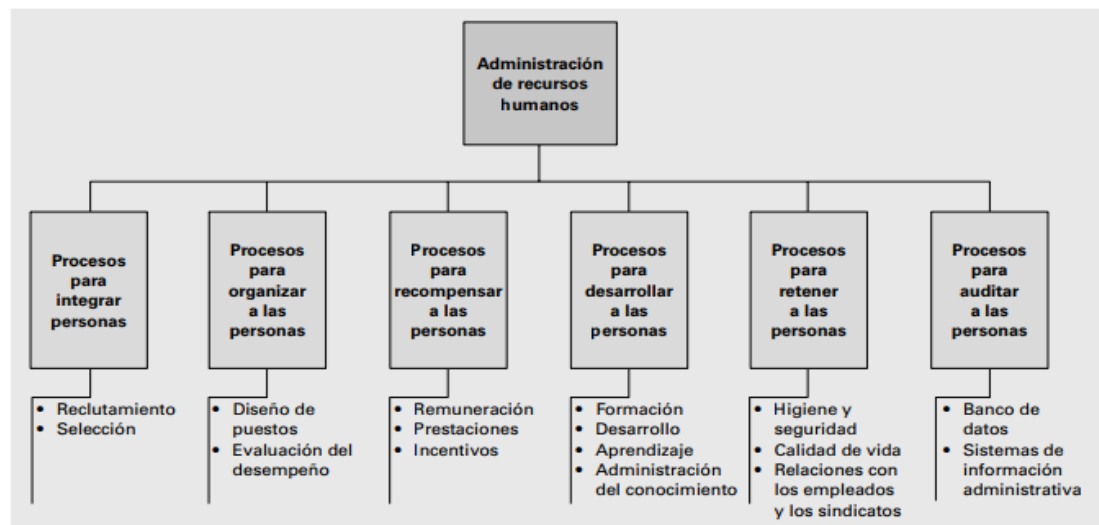 Administración
de recursos
humanos
Procesos
para
integrar
personas
Procesos
para
organizar
a las
personas
Procesos
para
recompensar
a las
personas
Procesos
para
desarrollar
a las
personas
Procesos
para
retener
a las
personas
Procesos
para
auditar
a las
personas
• Reclutamiento
• Selección
• Diseño de
puestos
• Evaluación del
desempeño
• Remuneración
• Prestaciones
• Incentivos
• Formación
• Desarrollo
• Aprendizaje
• Administración
del conocimiento
• Higiene y
seguridad
• Calidad de vida
• Relaciones con
los empleados
y los sindicatos
• Banco de
datos
• Sistemas de
información
administrativa